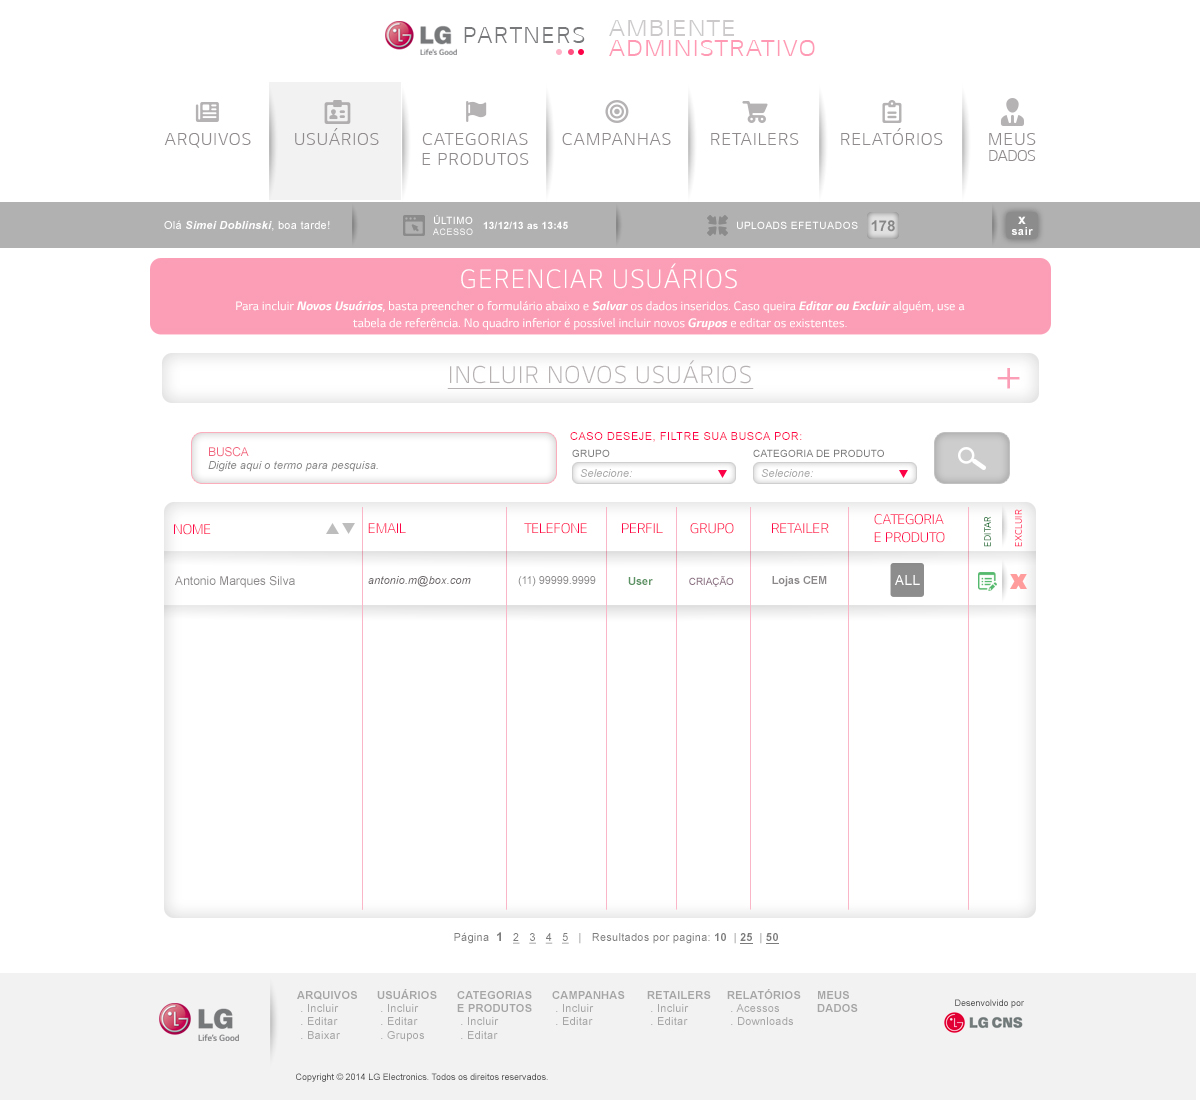 LG PARTNERS
Life's Good
AMBIENTE
ADMINISTRATIVO
ARQUIVOS
USUÁRIOS
CATEGORIAS
E PRODUTOS
CAMPANHAS
RETAILERS
RELATÓRIOS
MEUS
DADOS
Olá Simei Doblinski, boa tarde!
ÚLTIMO
ACESSO
13/12/13 as 13:45
UPLOADS EFETUADOS 178
x
sair
GERENCIAR USUÁRIOS
Para incluir Novos Usuários, basta preencher o formulário abaixo e Salvar os dados inseridos. Caso queira Editar ou Excluir alguém, use a
tabela de referência. No quadro inferior é possível incluir novos Grupos e editar os existentes.
INCLUIR NOVOS USUÁRIOS +
BUSCA
Digite aqui o termo para pesquisa.
CASO DESEJE, FILTRE SUA BUSCA POR:
GRUPO
Selecione:
CATEGORIA DE PRODUTO
Selecione:
NOME
EMAIL
TELEFONE
PERFIL
GRUPO
RETAILER
CATEGORIA
E PRODUTO
EDITAR
EXCLUIR
Antonio Marques Silva
antonio.m@box.com
(11) 99999.9999
User
CRIAÇÃO
Lojas CEM
ALL
X
Página 1 2 3 4 5 | Resultados por pagina: 10 | 25 | 50
LG
Life's Good
ARQUIVOS
. Incluir
. Editar
. Baixar
USUÁRIOS
. Incluir
. Editar
. Grupos
CATEGORIAS
E PRODUTOS
. Incluir
. Editar
CAMPANHAS
. Incluir
. Editar
RETAILERS
. Incluir
. Editar
RELATÓRIOS
. Acessos
. Downloads
MEUS
DADOS
Desenvolvido por
LG CNS
Copyright © 2014 LG Electronics. Todos os direitos reservados.